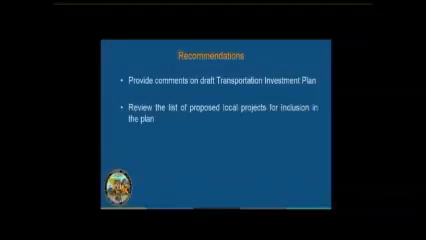 Recommendations
• Provide comments on draft Transportation Investment Plan
• Review the list of proposed local projects for inclusion in
the plan